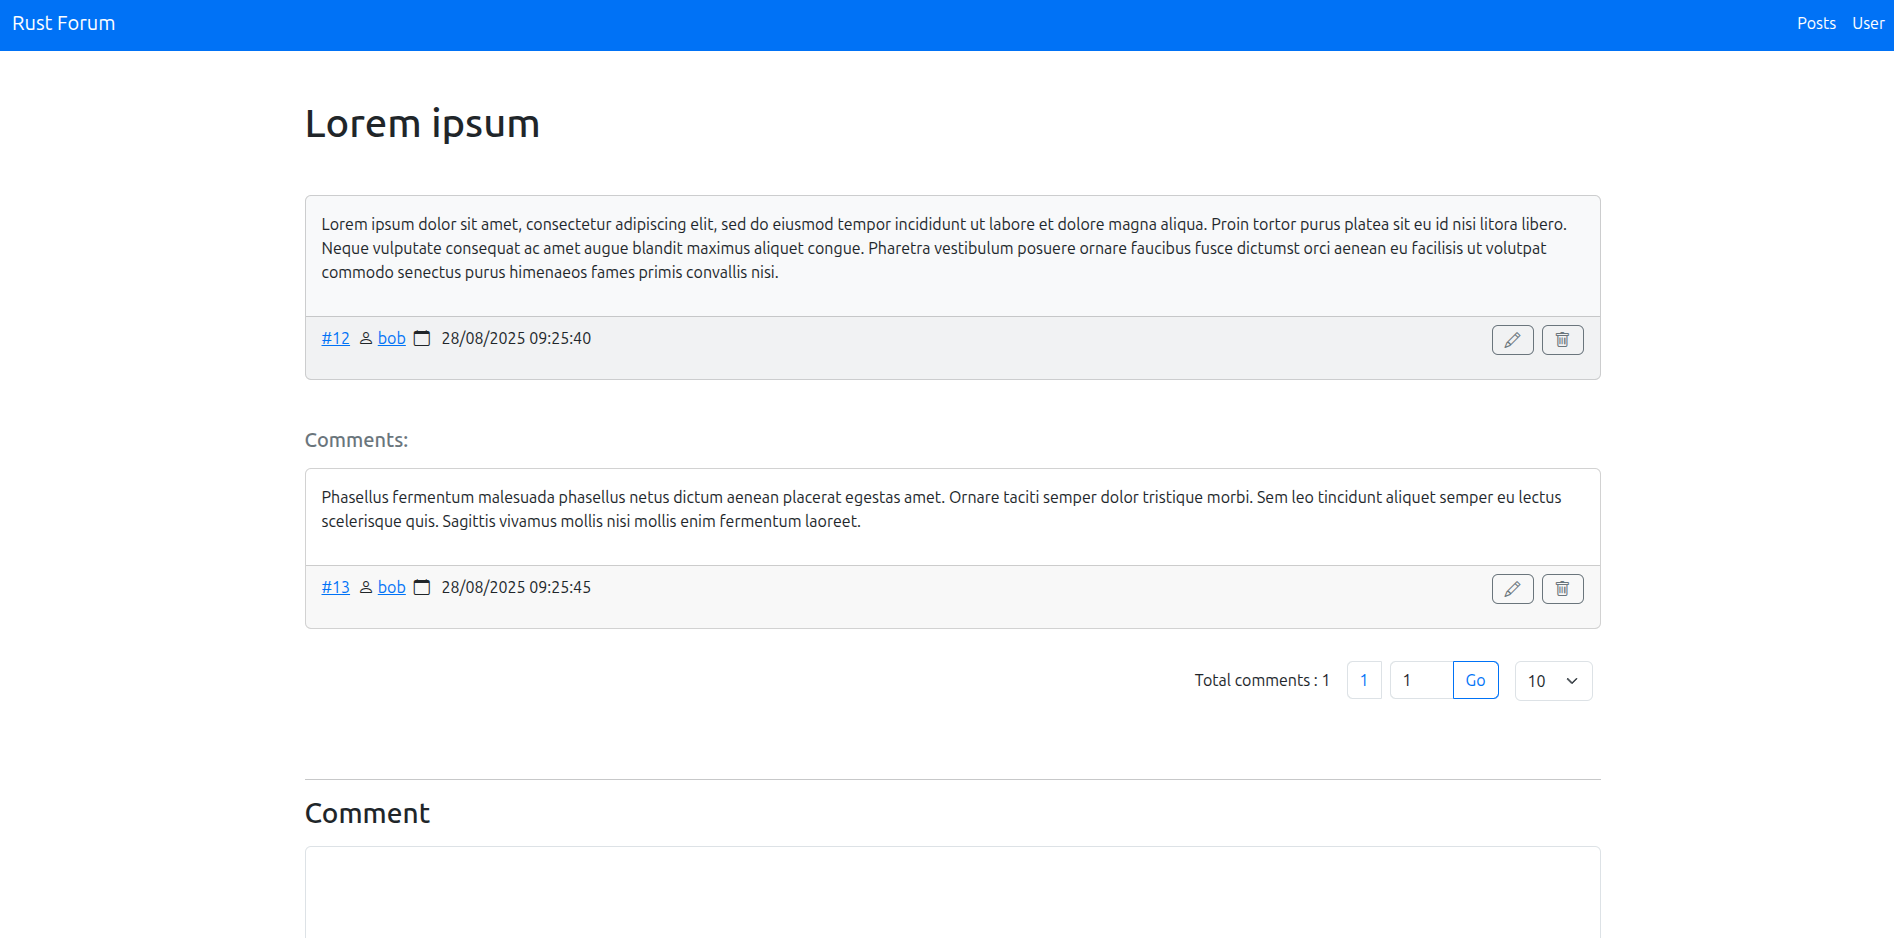 Rust Forum
Posts User
Lorem ipsum
Lorem ipsum dolor sit amet, consectetur adipiscing elit, sed do eiusmod tempor incididunt ut labore et dolore magna aliqua. Proin tortor purus platea sit eu id nisi litora libero.
Neque vulputate consequat ac amet augue blandit maximus aliquet congue. Pharetra vestibulum posuere ornare faucibus fusce dictumst orci aenean eu facilisis ut volutpat
commodo senectus purus himenaeos fames primis convallis nisi.
#12 bob 28/08/2025 09:25:40
Comments:
Phasellus fermentum malesuada phasellus netus dictum aenean placerat egestas amet. Ornare taciti semper dolor tristique morbi. Sem leo tincidunt aliquet semper eu lectus
scelerisque quis. Sagittis vivamus mollis nisi mollis enim fermentum laoreet.
#13 bob 28/08/2025 09:25:45
Total comments : 1 1 1 Go 10
Comment